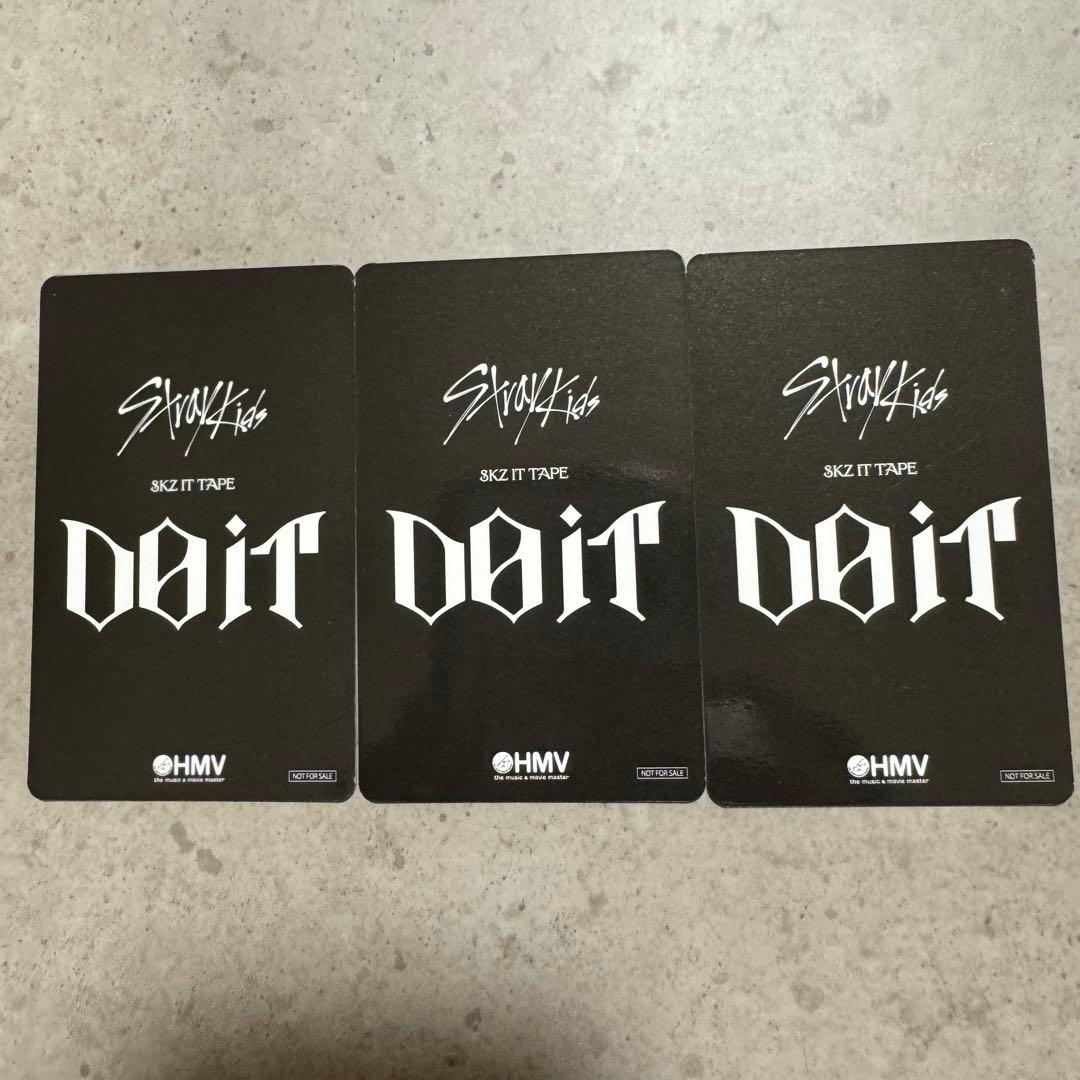 Stray Kids
SKZ IT TAPE
DO IT
HMV
the music & movie master
NOT FOR SALE
Stray Kids
SKZ IT TAPE
DO IT
HMV
the music & movie master
NOT FOR SALE
Stray Kids
SKZ IT TAPE
DO IT
HMV
the music & movie master
NOT FOR SALE